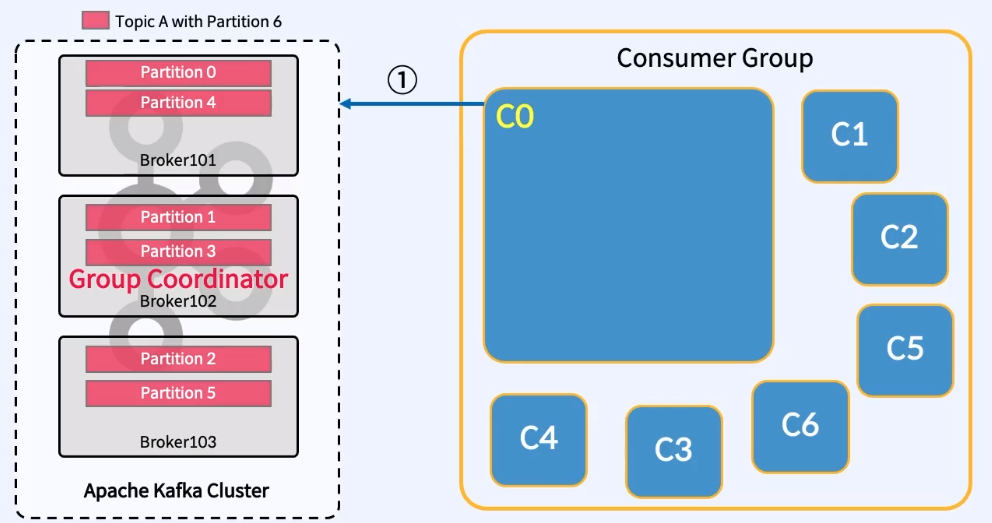 Topic A with Partition 6
Partition 0
Partition 4
Broker101
Partition 1
Partition 3
Group Coordinator
Broker102
Partition 2
Partition 5
Broker103
Apache Kafka Cluster
①
Consumer Group
C0
C1
C2
C5
C6
C3
C4